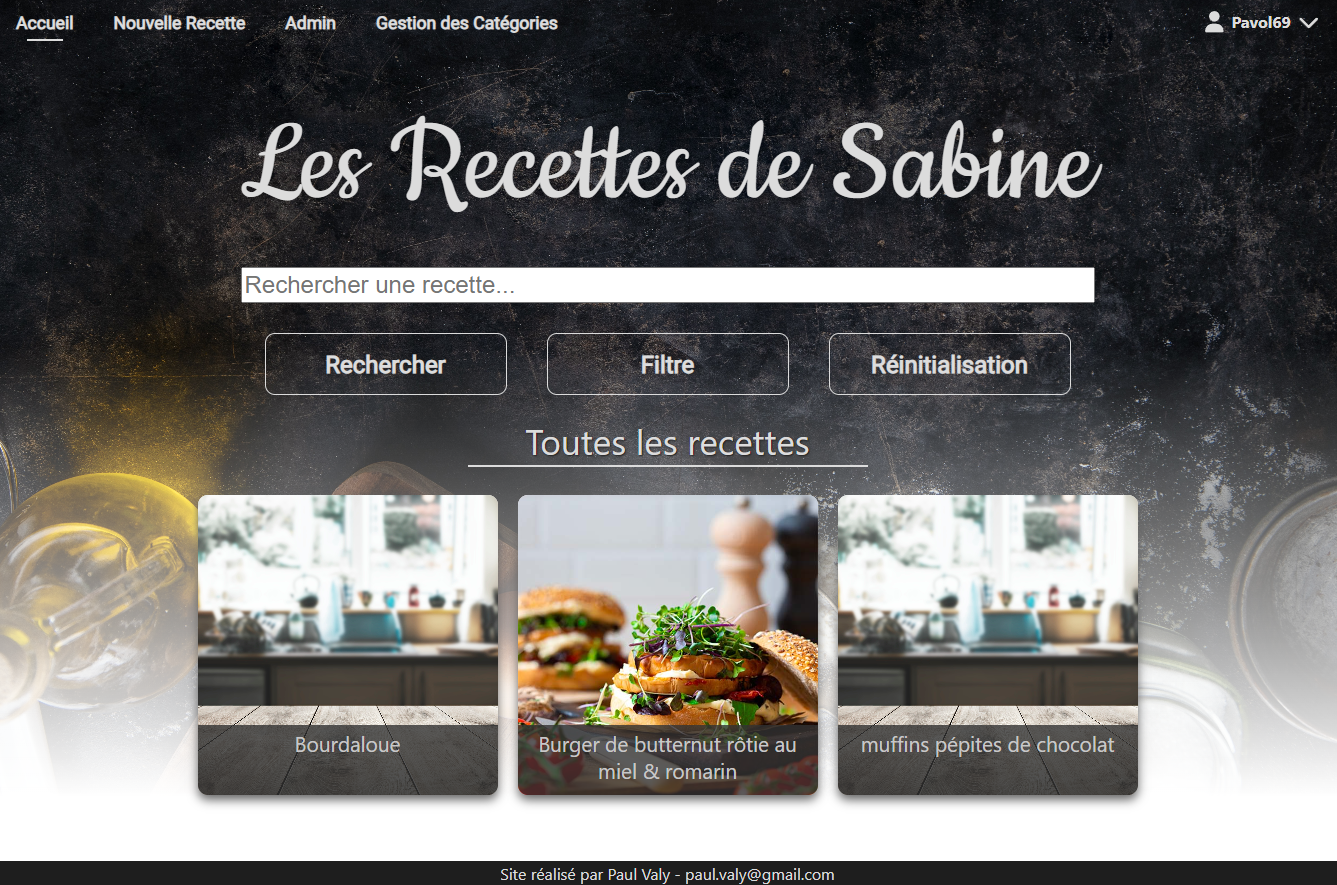 Accueil Nouvelle Recette Admin Gestion des Catégories Pavol69
Les Recettes de Sabine
Rechercher une recette...
Rechercher Filtre Réinitialisation
Toutes les recettes
Bourdaloue
Burger de butternut rôtie au
miel & romarin
muffins pépites de chocolat
Site réalisé par Paul Valy - paul.valy@gmail.com